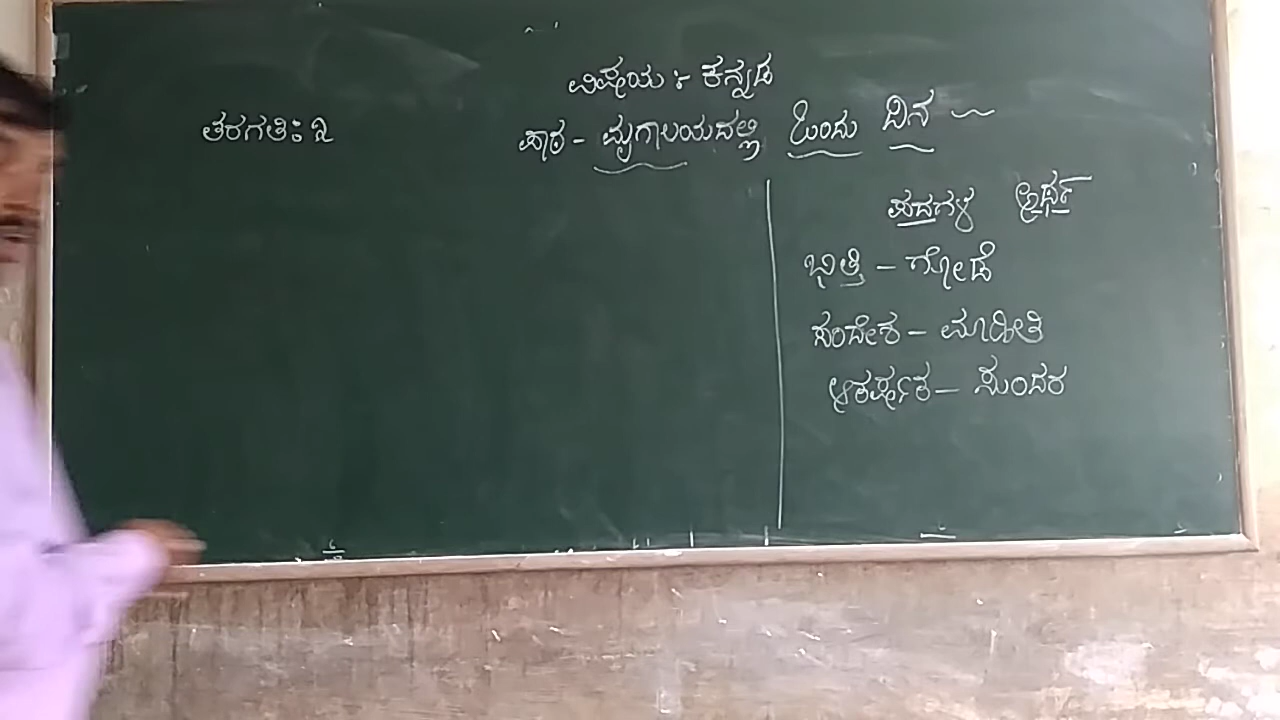 ವಿಷಯ :- ಕನ್ನಡ
ತರಗತಿ: ೩
ಪಾಠ - ಮೃಗಾಲಯದಲ್ಲಿ ಒಂದು ದಿನ
ಪದಗಳ ಅರ್ಥ
ಭಿತ್ತಿ - ಗೋಡೆ
ಸಂದೇಶ - ಮಾಹಿತಿ
ಆಕರ್ಷಕ - ಸುಂದರ